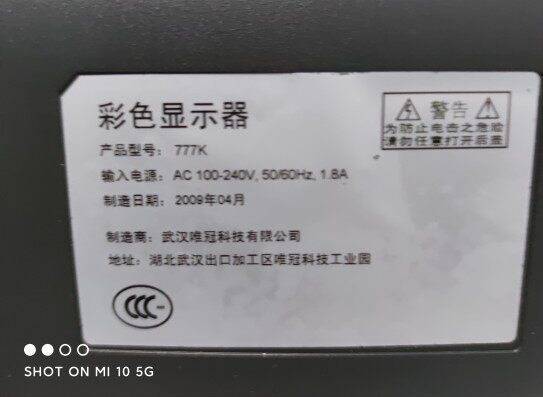 彩色显示器
警告
为防止电击之危险
请勿任意打开后盖
产品型号: 777K
输入电源: AC 100-240V, 50/60Hz, 1.8A
制造日期: 2009年04月
制造商: 武汉唯冠科技有限公司
地址: 湖北武汉出口加工区唯冠科技工业园
CCC
SHOT ON MI 10 5G